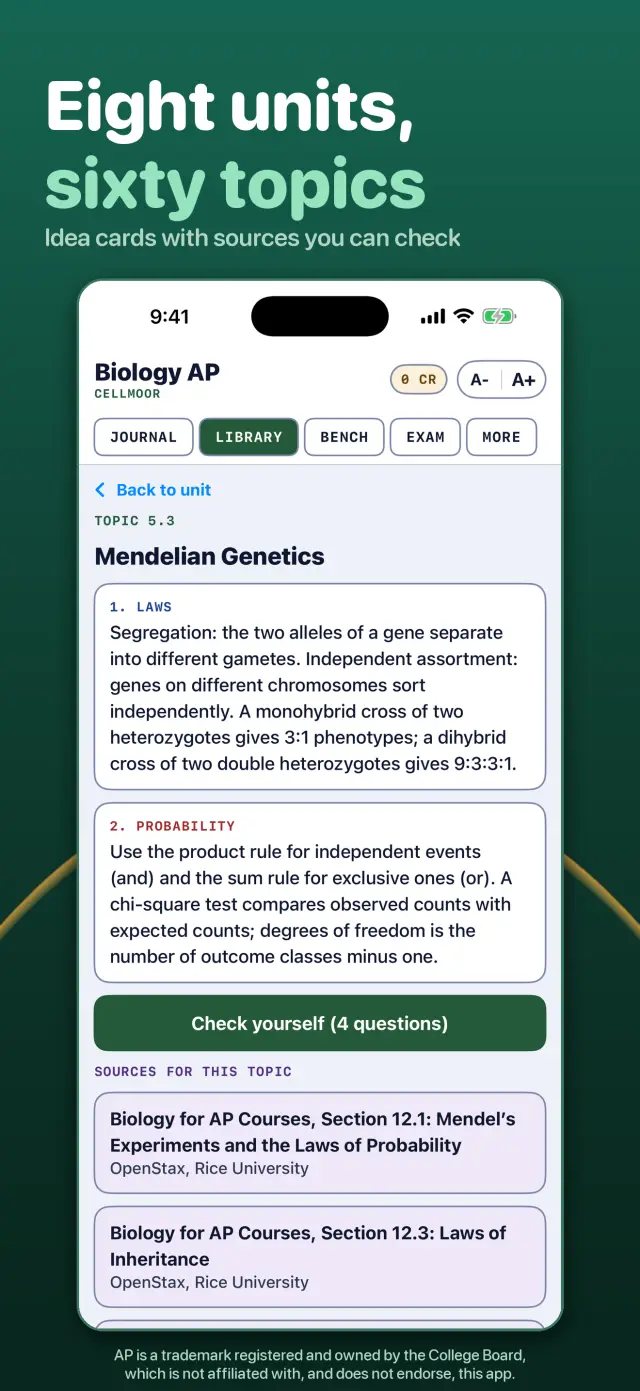 Eight units,
sixty topics
Idea cards with sources you can check
9:41
Biology AP
CELLMOOR
0 CR
A- A+
JOURNAL LIBRARY BENCH EXAM MORE
Back to unit
TOPIC 5.3
Mendelian Genetics
1. LAWS
Segregation: the two alleles of a gene separate
into different gametes. Independent assortment:
genes on different chromosomes sort
independently. A monohybrid cross of two
heterozygotes gives 3:1 phenotypes; a dihybrid
cross of two double heterozygotes gives 9:3:3:1.
2. PROBABILITY
Use the product rule for independent events
(and) and the sum rule for exclusive ones (or). A
chi-square test compares observed counts with
expected counts; degrees of freedom is the
number of outcome classes minus one.
Check yourself (4 questions)
SOURCES FOR THIS TOPIC
Biology for AP Courses, Section 12.1: Mendel’s
Experiments and the Laws of Probability
OpenStax, Rice University
Biology for AP Courses, Section 12.3: Laws of
Inheritance
OpenStax, Rice University
AP is a trademark registered and owned by the College Board,
which is not affiliated with, and does not endorse, this app.